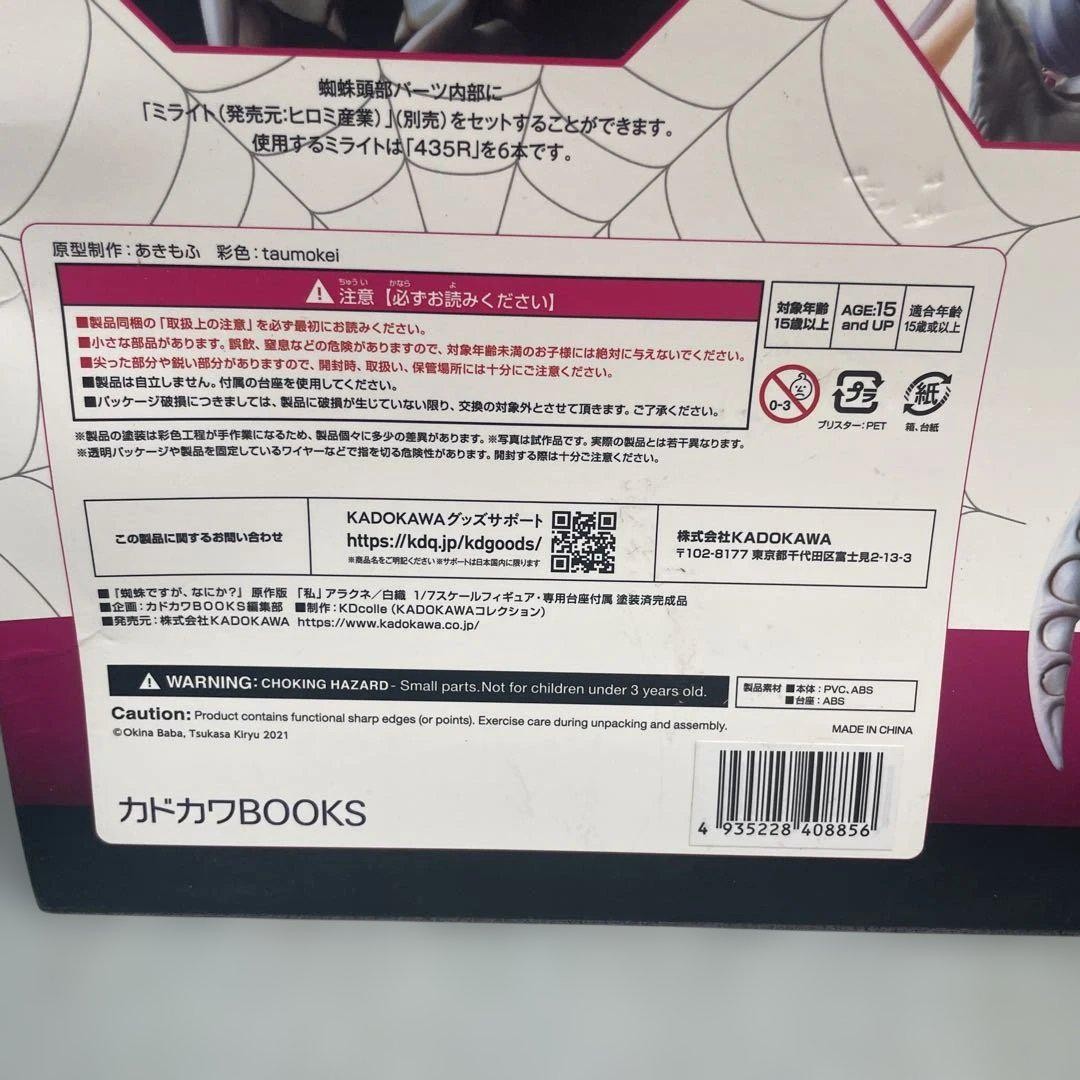 蜘蛛頭部パーツ内部に
「ミライト（発売元:ヒロミ産業）」（別売）をセットすることができます。
使用するミライトは「435R」を6本です。
原型制作：あきもふ　彩色：taumokei
ちゅうい かなら よ
注意【必ずお読みください】
■製品同梱の「取扱上の注意」を必ず最初にお読みください。
■小さな部品があります。誤飲、窒息などの危険がありますので、対象年齢未満のお子様には絶対に与えないでください。
■尖った部分や鋭い部分がありますので、開封時、取扱い、保管場所には十分にご注意ください。
■製品は自立しません。付属の台座を使用してください。
■パッケージ破損につきましては、製品に破損が生じていない限り、交換の対象外とさせて頂きます。ご了承ください。
対象年齢
15歳以上
AGE:15
and UP
適合年齢
15歳或以上
0-3
プラ
ブリスター：PET
紙
箱、台紙
※製品の塗装は彩色工程が手作業になるため、製品個々に多少の差異があります。※写真は試作品です。実際の製品とは若干異なります。
※透明パッケージや製品を固定しているワイヤーなどで指を切る危険性があります。開封する際は十分ご注意ください。
この製品に関するお問い合わせ
KADOKAWAグッズサポート
https://kdq.jp/kdgoods/
※商品名をご明記ください ※サポートは日本国内に限ります
株式会社KADOKAWA
〒102-8177 東京都千代田区富士見2-13-3
■『蜘蛛ですが、なにか？』 原作版 「私」アラクネ／白織 1/7スケールフィギュア・専用台座付属 塗装済完成品
■企画：カドカワBOOKS編集部 ■制作：KDcolle（KADOKAWAコレクション）
■発売元：株式会社KADOKAWA https://www.kadokawa.co.jp/
WARNING: CHOKING HAZARD- Small parts.Not for children under 3 years old.
製品素材 ■本体：PVC、ABS
■台座：ABS
Caution: Product contains functional sharp edges (or points). Exercise care during unpacking and assembly.
©Okina Baba, Tsukasa Kiryu 2021
MADE IN CHINA
カドカワBOOKS
4 935228 408856